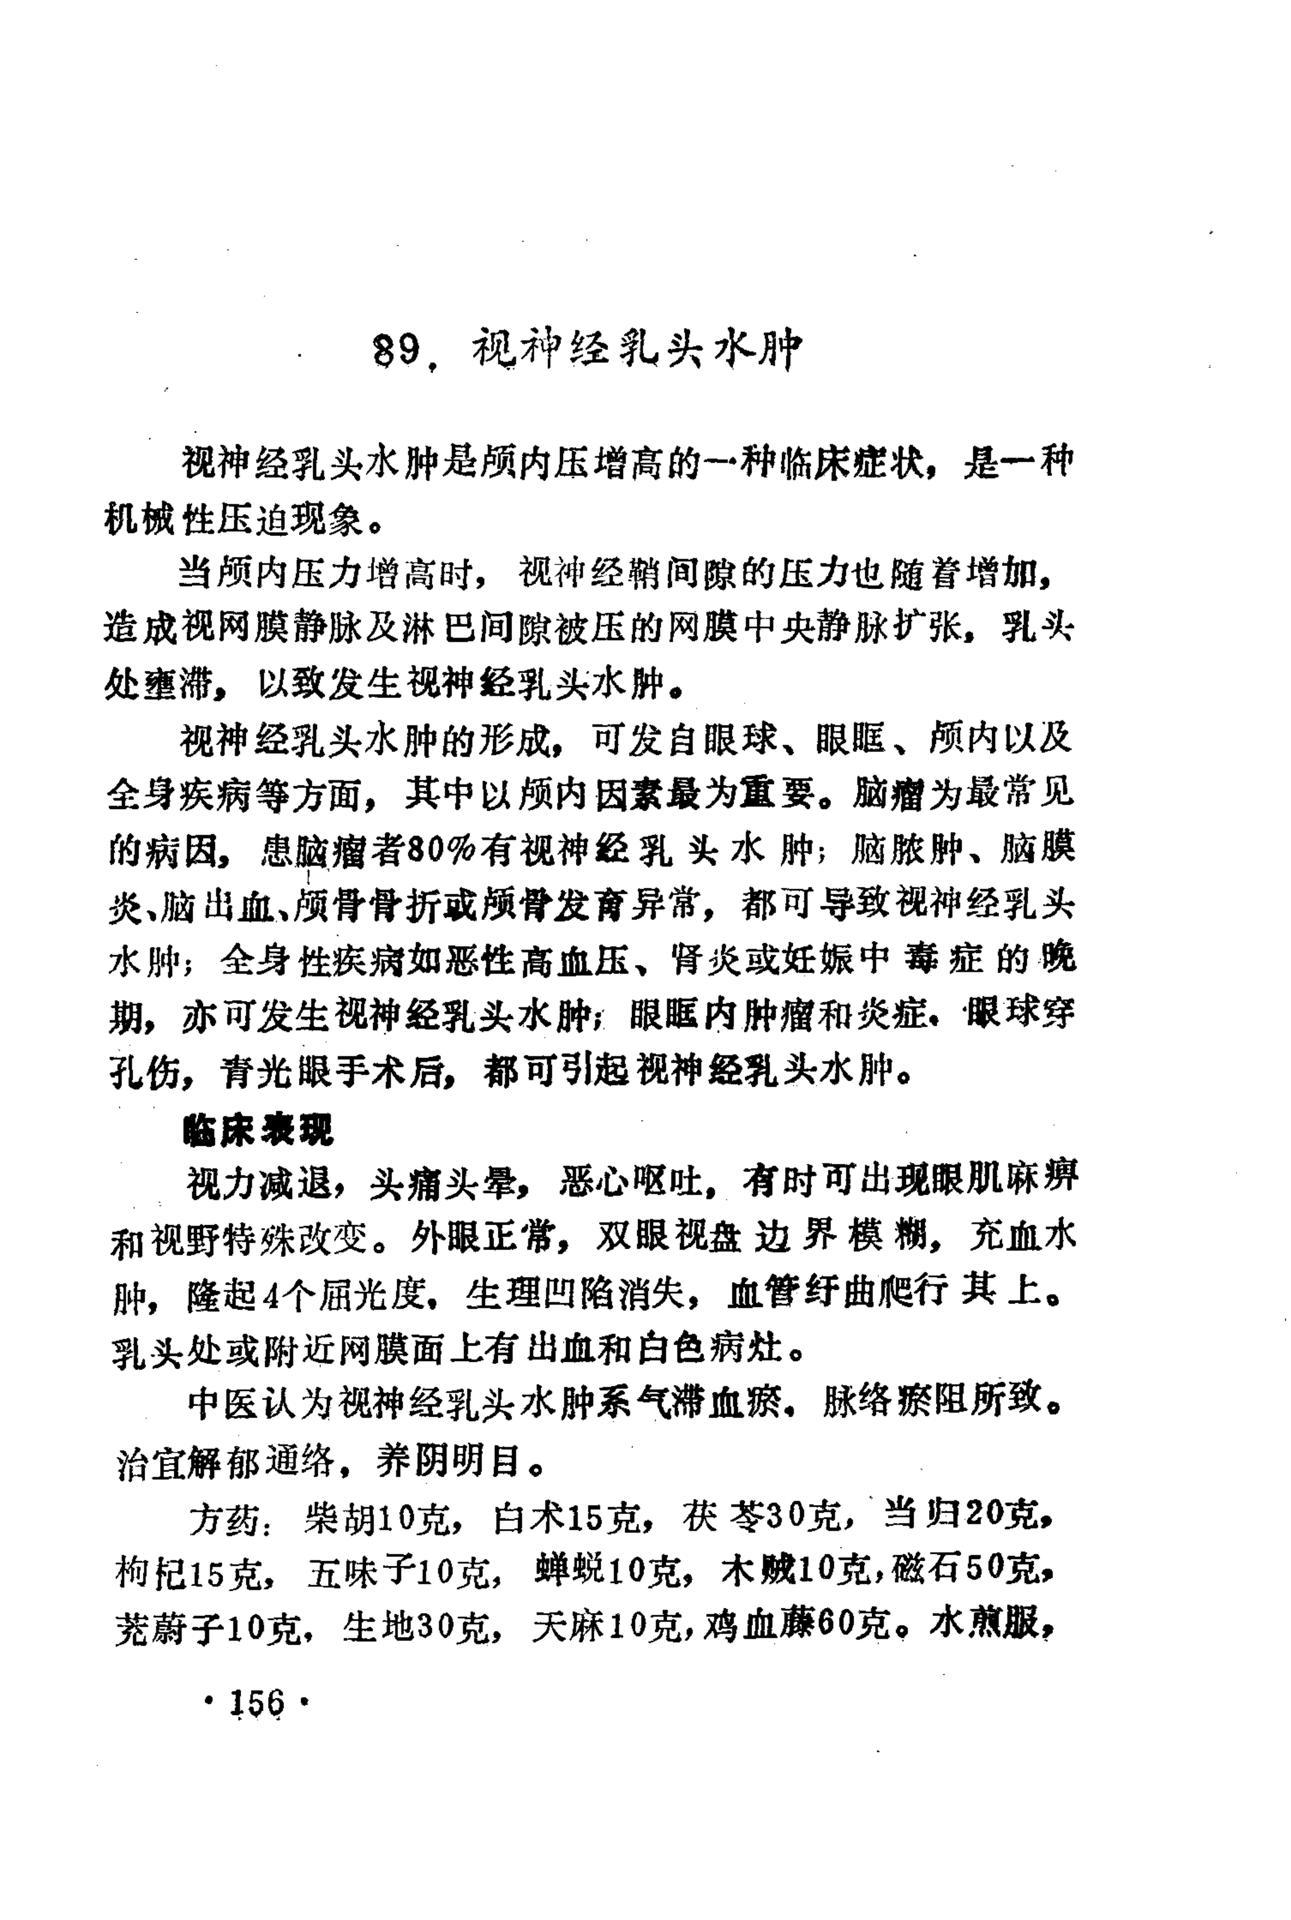 89．视神经乳头水肿
视神经乳头水肿是颅内压增高的一种临床症状，是一种
机械性压迫现象。
当颅内压力增高时，视神经鞘间隙的压力也随着增加，
造成视网膜静脉及淋巴间隙被压的网膜中央静脉扩张，乳头
处壅滞，以致发生视神经乳头水肿。
视神经乳头水肿的形成，可发自眼球、眼眶、颅内以及
全身疾病等方面，其中以颅内因素最为重要。脑瘤为最常见
的病因，患脑瘤者80%有视神经乳头水肿；脑脓肿、脑膜
炎、脑出血、颅骨骨折或颅骨发育异常，都可导致视神经乳头
水肿；全身性疾病如恶性高血压、肾炎或妊娠中毒症的晚
期，亦可发生视神经乳头水肿；眼眶内肿瘤和炎症，眼球穿
孔伤，青光眼手术后，都可引起视神经乳头水肿。
临床表现
视力减退，头痛头晕，恶心呕吐，有时可出现眼肌麻痹
和视野特殊改变。外眼正常，双眼视盘边界模糊，充血水
肿，隆起4个屈光度，生理凹陷消失，血管纡曲爬行其上。
乳头处或附近网膜面上有出血和白色病灶。
中医认为视神经乳头水肿系气滞血瘀，脉络瘀阻所致。
治宜解郁通络，养阴明目。
方药：柴胡10克，白术15克，茯苓30克，当归20克，
枸杞15克，五味子10克，蝉蜕10克，木贼10克，磁石50克，
茺蔚子10克，生地30克，天麻10克，鸡血藤60克。水煎服，
·156·